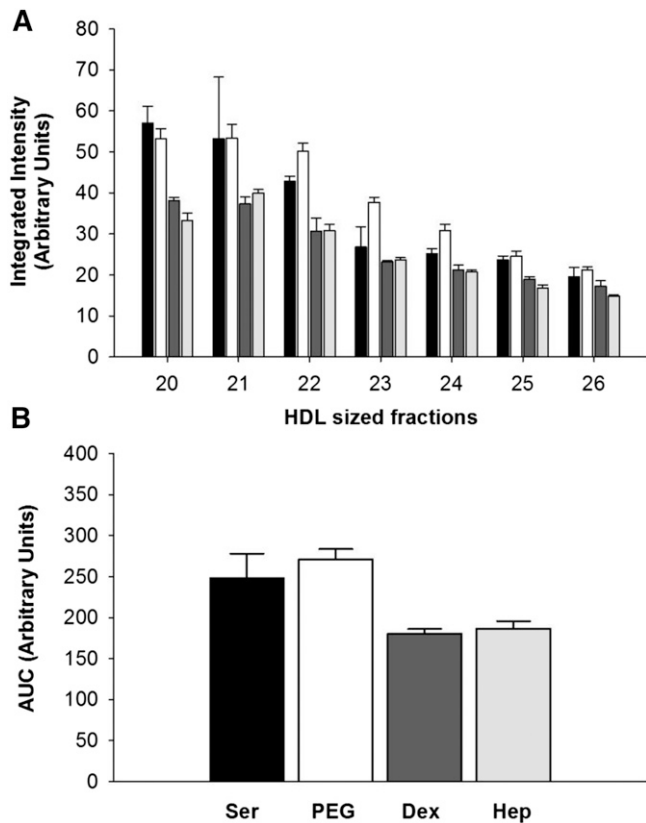 A
Integrated Intensity
(Arbitrary Units)
80
70
60
50
40
30
20
10
0
20 21 22 23 24 25 26
HDL sized fractions
B
AUC (Arbitrary Units)
400
350
300
250
200
150
100
50
0
Ser PEG Dex Hep